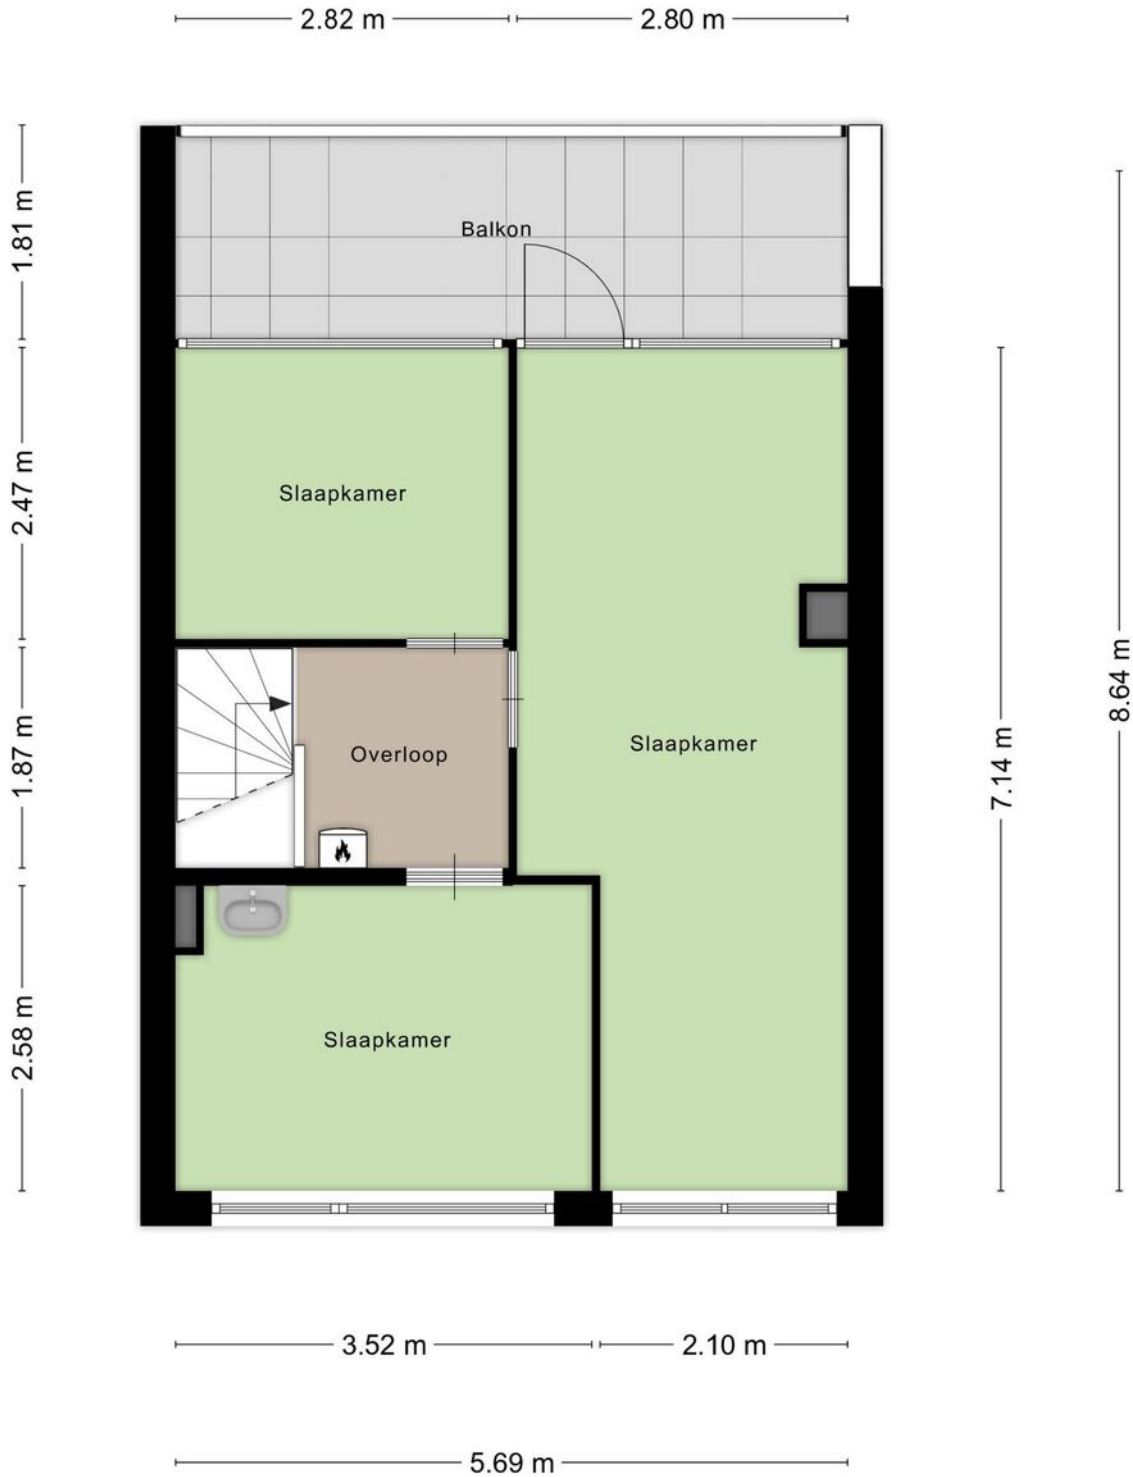 2.82 m
2.80 m
1.81 m
Balkon
2.47 m
Slaapkamer
8.64 m
1.87 m
Overloop
Slaapkamer
7.14 m
2.58 m
Slaapkamer
3.52 m
2.10 m
5.69 m